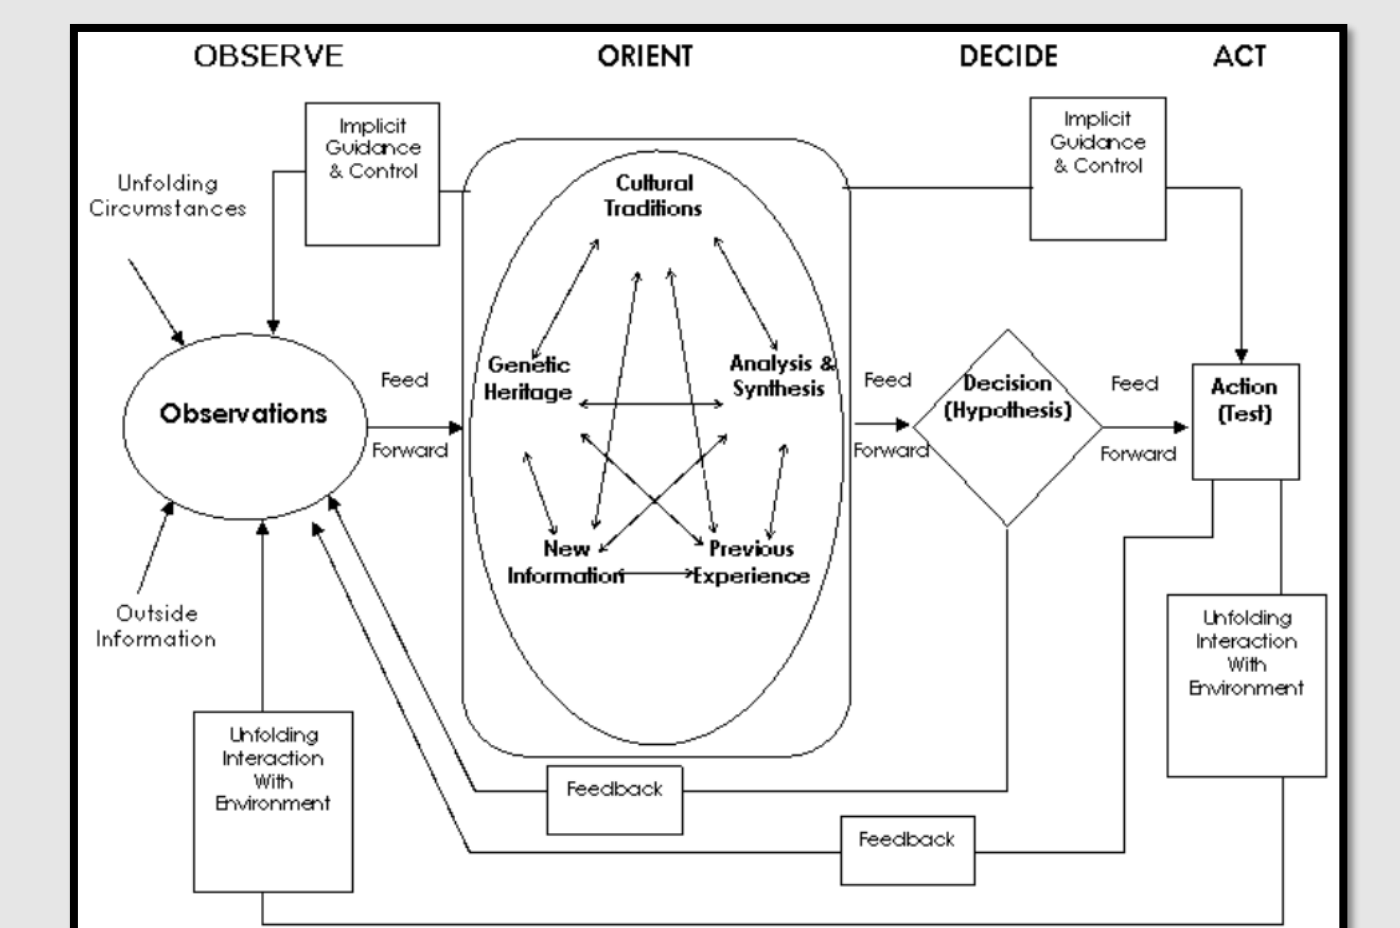 OBSERVE
ORIENT
DECIDE
ACT
Implicit
Guidance
& Control
Implicit
Guidance
& Control
Unfolding
Circumstances
Cultural
Traditions
Genetic
Heritage
Analysis &
Synthesis
New
Information
Previous
Experience
Observations
Feed
Forward
Feed
Forward
Decision
(Hypothesis)
Feed
Forward
Action
(Test)
Outside
Information
Unfolding
Interaction
With
Environment
Unfolding
Interaction
With
Environment
Feedback
Feedback